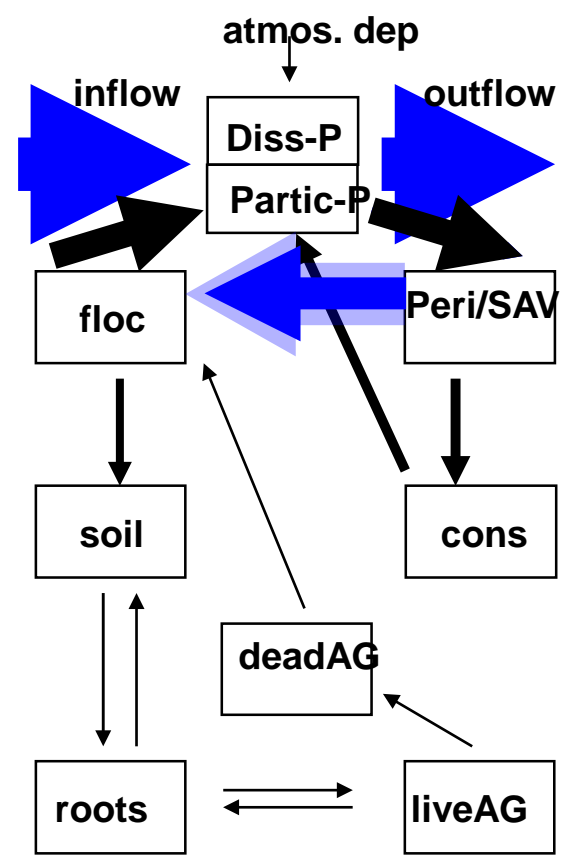 atmos. dep
inflow
outflow
Diss-P
Partic-P
floc
Peri/SAV
soil
cons
deadAG
roots
liveAG